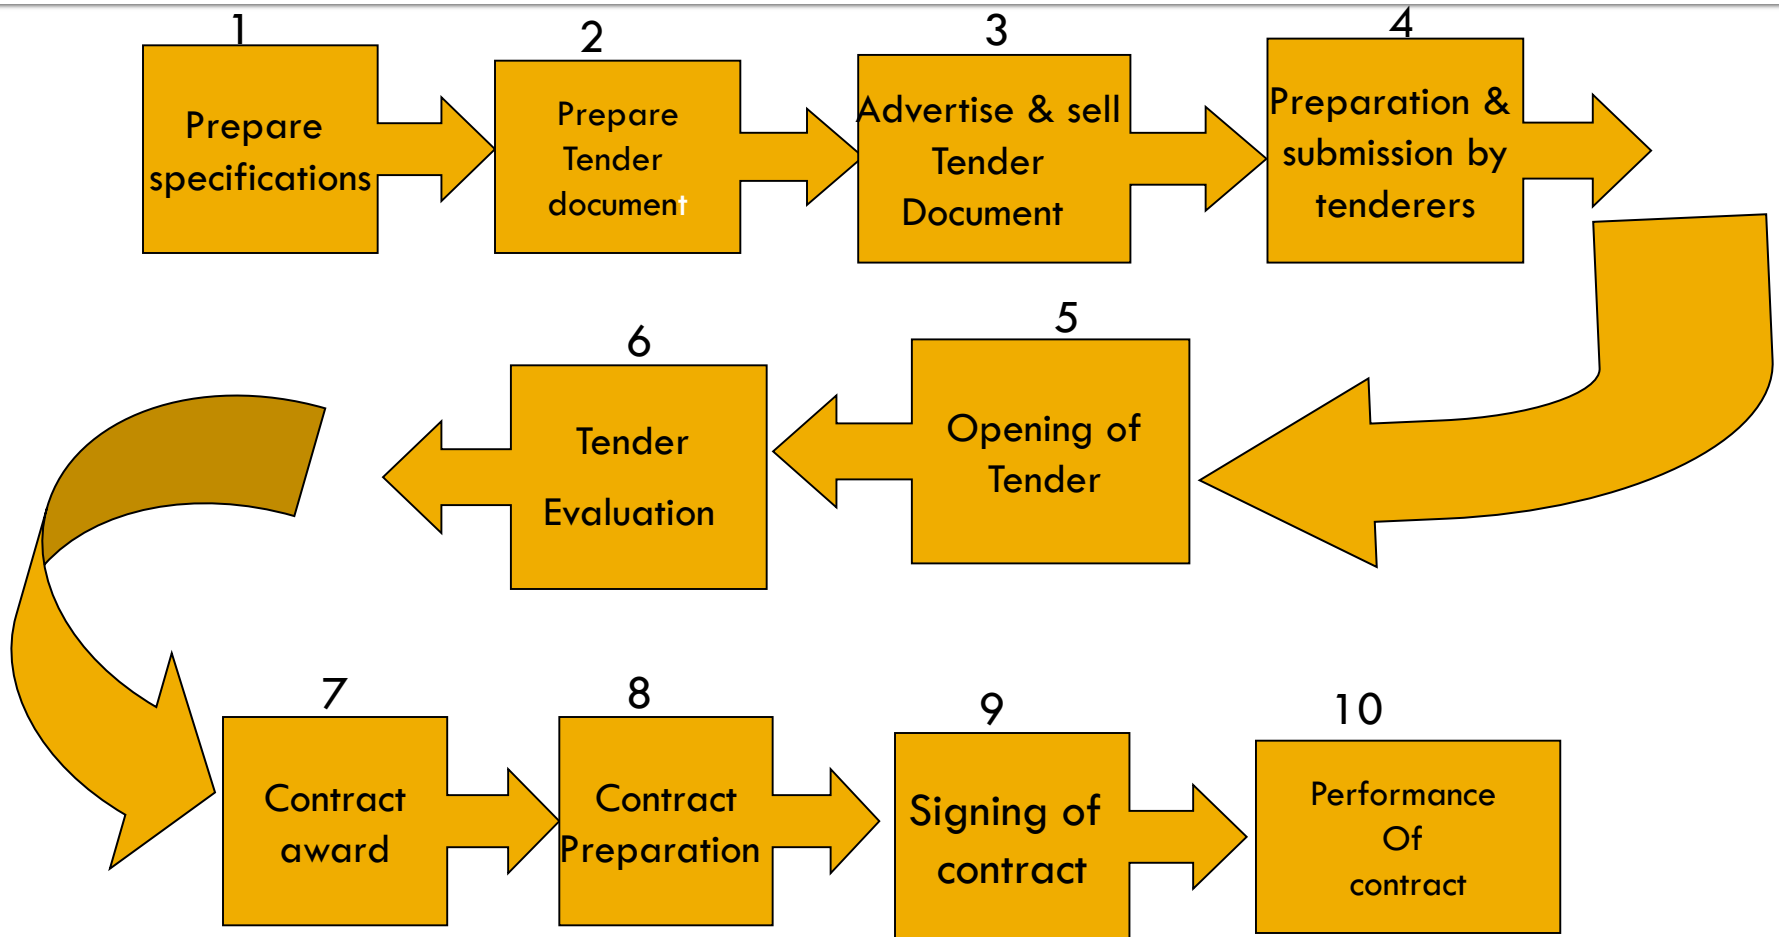 1
Prepare
specifications
2
Prepare
Tender
document
3
Advertise & sell
Tender
Document
4
Preparation &
submission by
tenderers
5
Opening of
Tender
6
Tender
Evaluation
7
Contract
award
8
Contract
Preparation
9
Signing of
contract
10
Performance
Of
contract